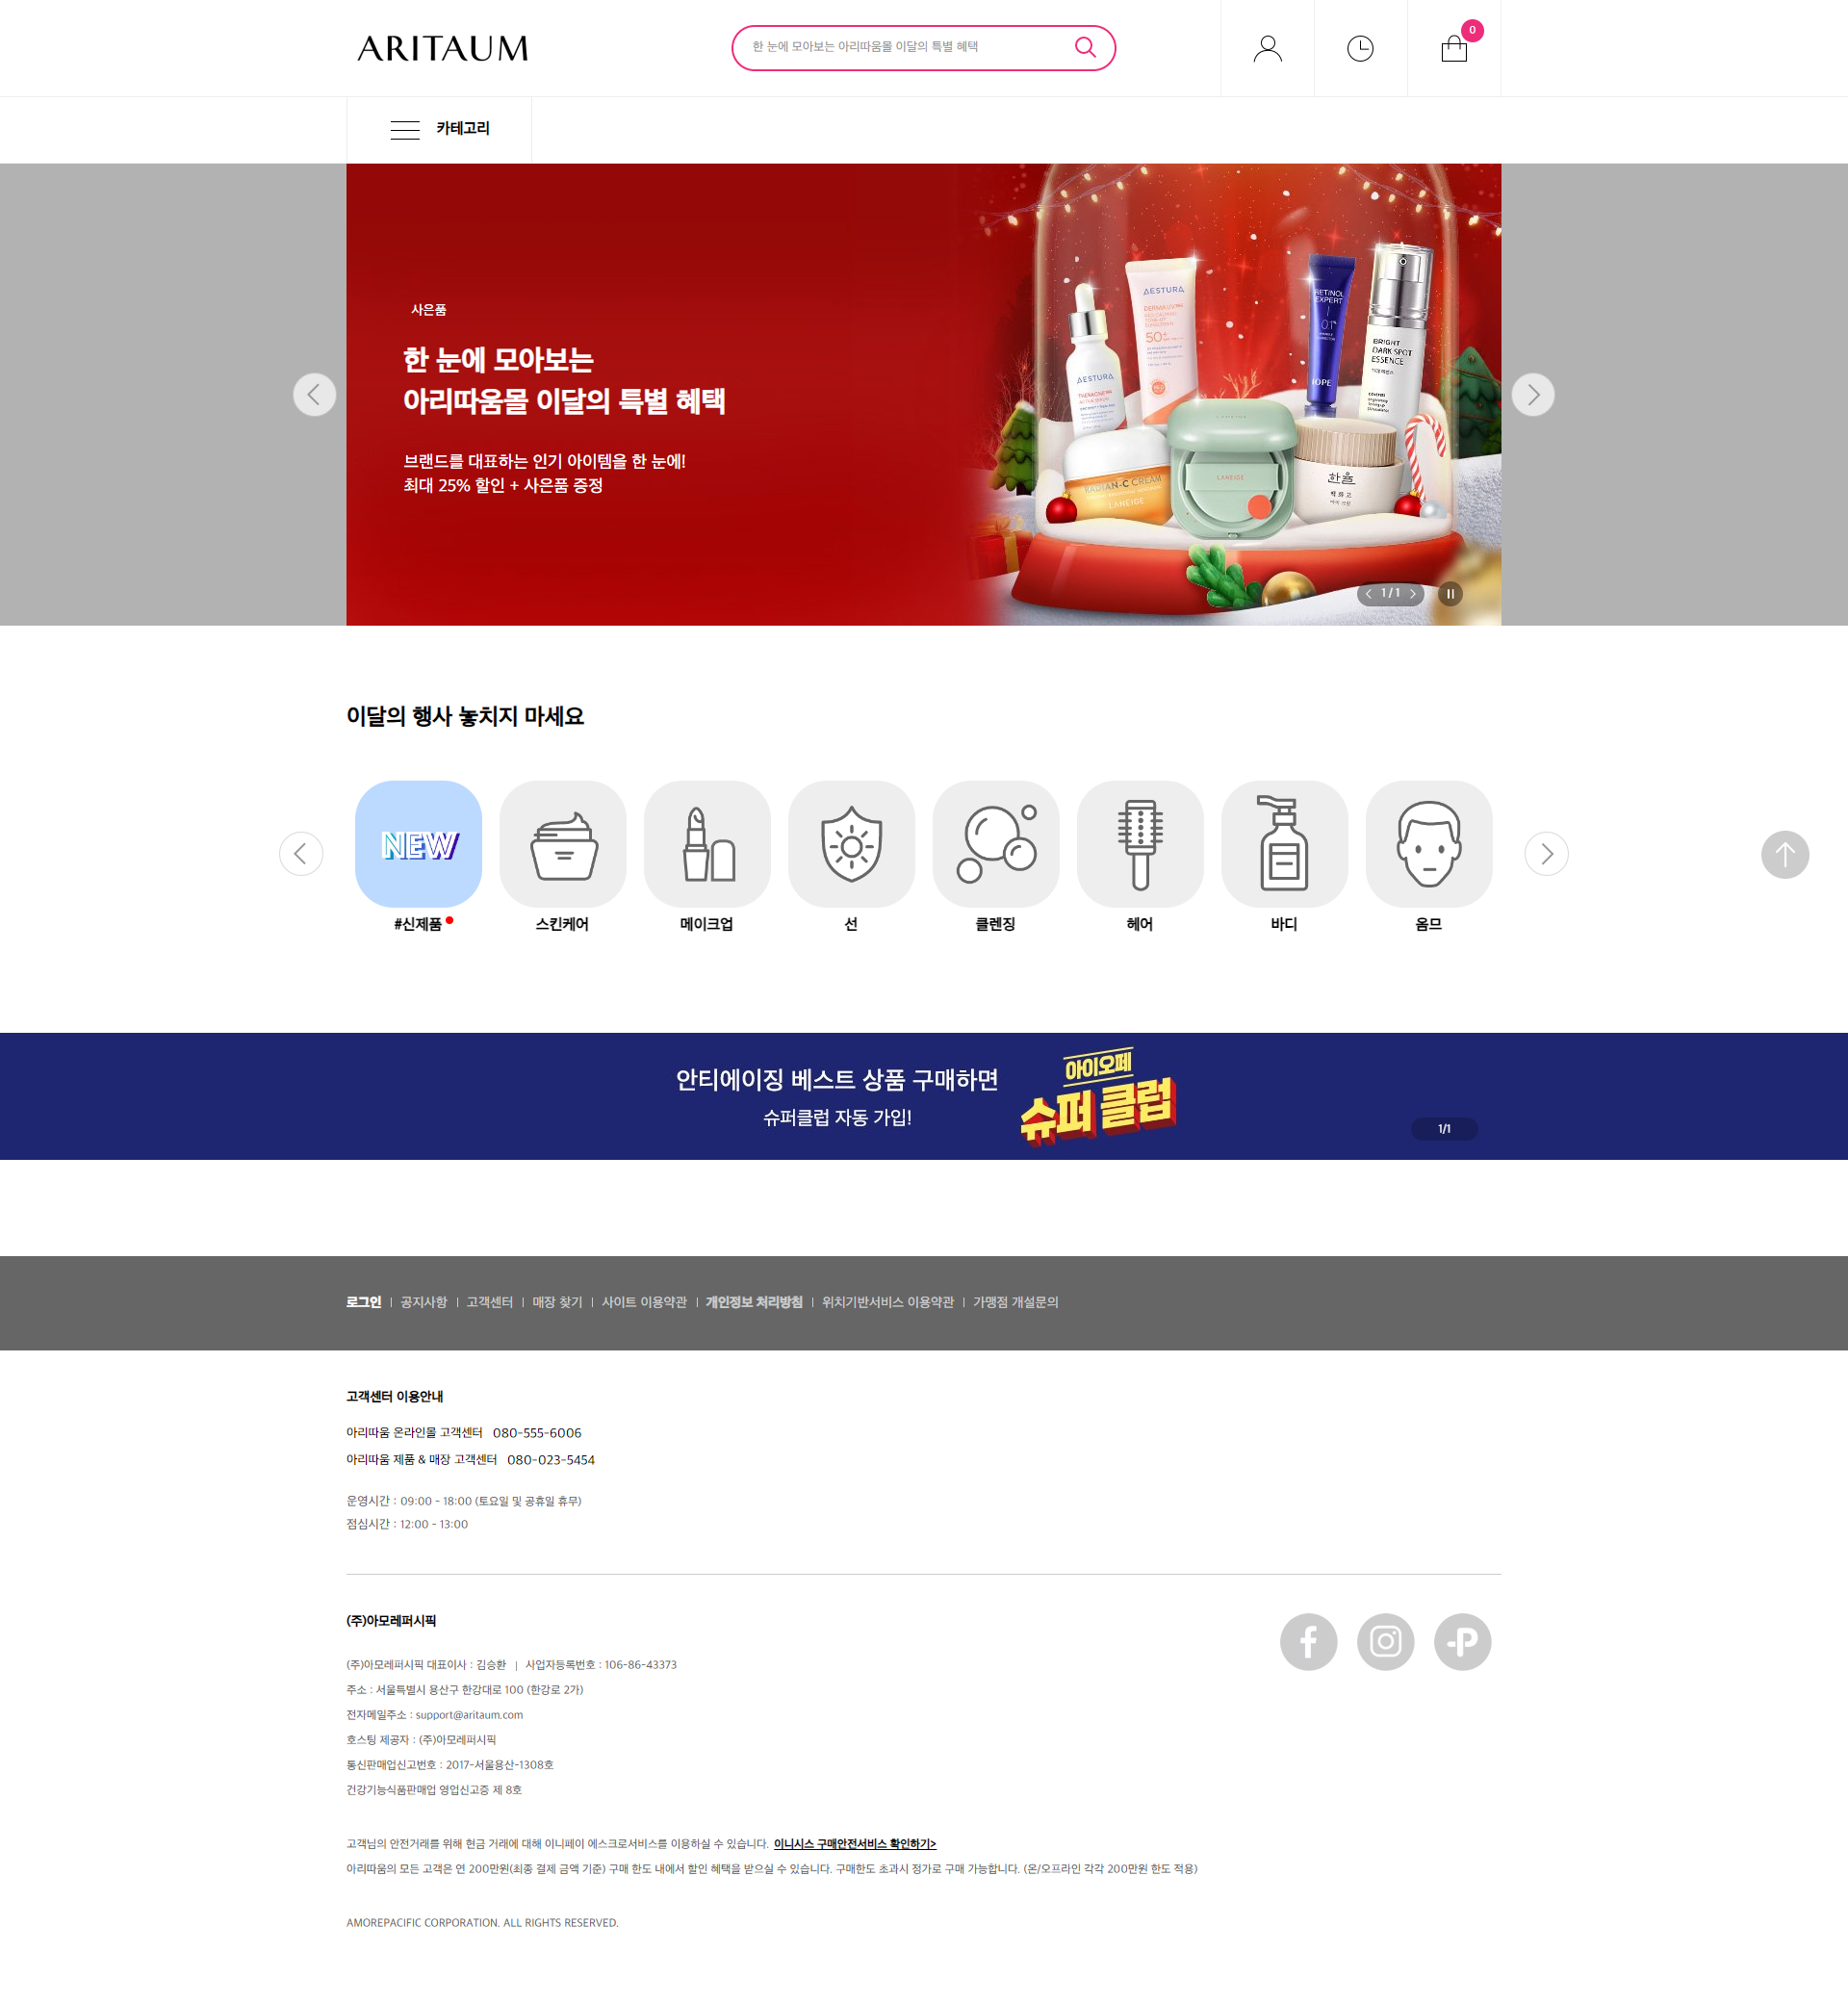 ARITAUM
한 눈에 모아보는 아리따움몰 이달의 특별 혜택
0
카테고리
사은품
한 눈에 모아보는
아리따움몰 이달의 특별 혜택
브랜드를 대표하는 인기 아이템을 한 눈에!
최대 25% 할인 + 사은품 증정
AESTURA
50+
AESTURA
RETINOL
EXPERT
0.1
IOPE
BRIGHT
DARK SPOT
ESSENCE
RADIAN-C CREAM
LANEIGE
LANEIGE
한율
1 / 1
이달의 행사 놓치지 마세요
NEW
#신제품
스킨케어
메이크업
선
클렌징
헤어
바디
옴므
안티에이징 베스트 상품 구매하면
슈퍼클럽 자동 가입!
아이오페
슈퍼 클럽
1/1
로그인 | 공지사항 | 고객센터 | 매장 찾기 | 사이트 이용약관 | 개인정보 처리방침 | 위치기반서비스 이용약관 | 가맹점 개설문의
고객센터 이용안내
아리따움 온라인몰 고객센터 080-555-6006
아리따움 제품 & 매장 고객센터 080-023-5454
운영시간 : 09:00 - 18:00 (토요일 및 공휴일 휴무)
점심시간 : 12:00 - 13:00
(주)아모레퍼시픽
(주)아모레퍼시픽 대표이사 : 김승환 | 사업자등록번호 : 106-86-43373
주소 : 서울특별시 용산구 한강대로 100 (한강로 2가)
전자메일주소 : support@aritaum.com
호스팅 제공자 : (주)아모레퍼시픽
통신판매업신고번호 : 2017-서울용산-1308호
건강기능식품판매업 영업신고증 제 8호
고객님의 안전거래를 위해 현금 거래에 대해 이니페이 에스크로서비스를 이용하실 수 있습니다. 이니시스 구매안전서비스 확인하기>
아리따움의 모든 고객은 연 200만원(최종 결제 금액 기준) 구매 한도 내에서 할인 혜택을 받으실 수 있습니다. 구매한도 초과시 정가로 구매 가능합니다. (온/오프라인 각각 200만원 한도 적용)
AMOREPACIFIC CORPORATION. ALL RIGHTS RESERVED.